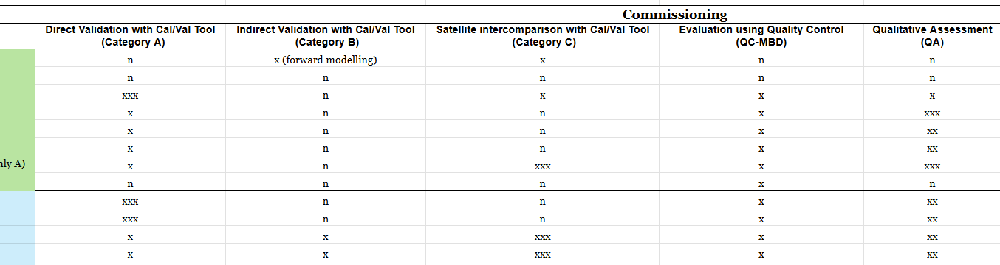 Commissioning
Direct Validation with Cal/Val Tool (Category A) Indirect Validation with Cal/Val Tool (Category B) Satellite intercomparison with Cal/Val Tool (Category C) Evaluation using Quality Control (QC-MBD) Qualitative Assessment (QA)
n x (forward modelling) x n n
n n n n n
xxx n x x x
x n n x xxx
x n n x xx
x n n x xx
A) x n xxx x xxx
n n n x n
xxx n n x xx
xxx n n x xx
x x xxx x xx
x x xxx x xx